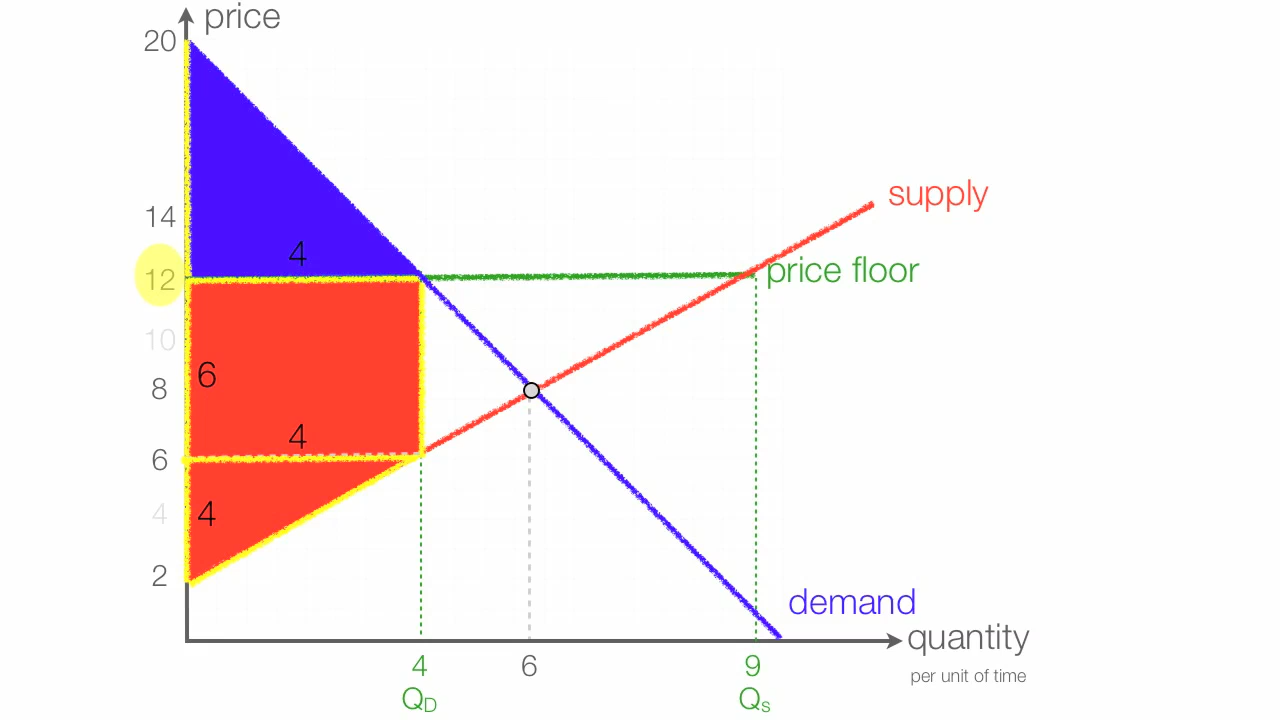 price
20
supply
14
4
price floor
12
10
6
8
4
6
4
4
2
demand
quantity
4
6
9
per unit of time
QD
Qs